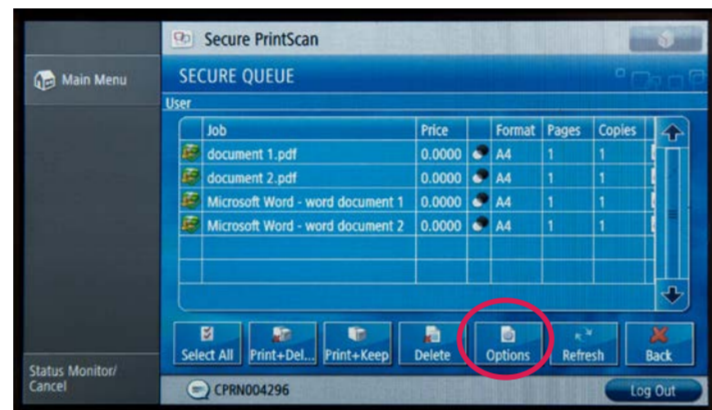 Secure PrintScan
Main Menu
SECURE QUEUE
User
Job Price Format Pages Copies
document 1.pdf 0.0000 A4 1 1
document 2.pdf 0.0000 A4 1 1
Microsoft Word - word document 1 0.0000 A4 1 1
Microsoft Word - word document 2 0.0000 A4 1 1
Select All Print+Del... Print+Keep Delete Options Refresh Back
Status Monitor/
Cancel
CPRN004296 Log Out